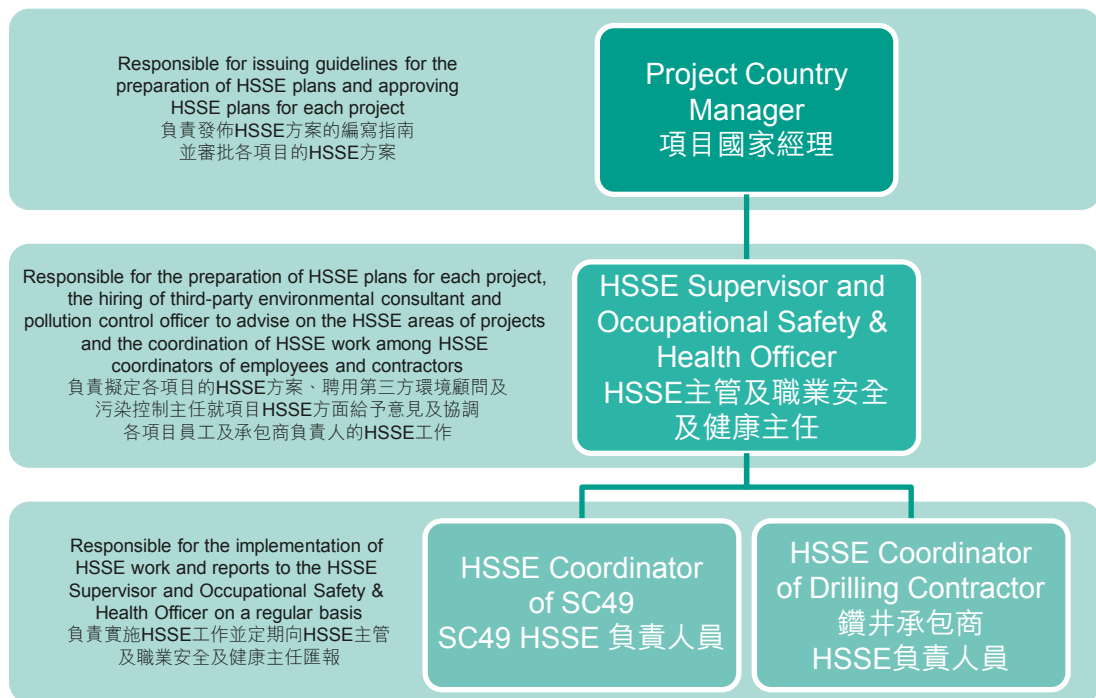 Responsible for issuing guidelines for the
preparation of HSSE plans and approving
HSSE plans for each project
負責發佈HSSE方案的編寫指南
並審批各項目的HSSE方案
Project Country
Manager
項目國家經理
Responsible for the preparation of HSSE plans for each project,
the hiring of third-party environmental consultant and
pollution control officer to advise on the HSSE areas of projects
and the coordination of HSSE work among HSSE
coordinators of employees and contractors
負責擬定各項目的HSSE方案、聘用第三方環境顧問及
污染控制主任就項目HSSE方面給予意見及協調
各項目員工及承包商負責人的HSSE工作
HSSE Supervisor and
Occupational Safety &
Health Officer
HSSE主管及職業安全
及健康主任
Responsible for the implementation of
HSSE work and reports to the HSSE
Supervisor and Occupational Safety &
Health Officer on a regular basis
負責實施HSSE工作並定期向HSSE主管
及職業安全及健康主任匯報
HSSE Coordinator
of SC49
SC49 HSSE 負責人員
HSSE Coordinator
of Drilling Contractor
鑽井承包商
HSSE負責人員